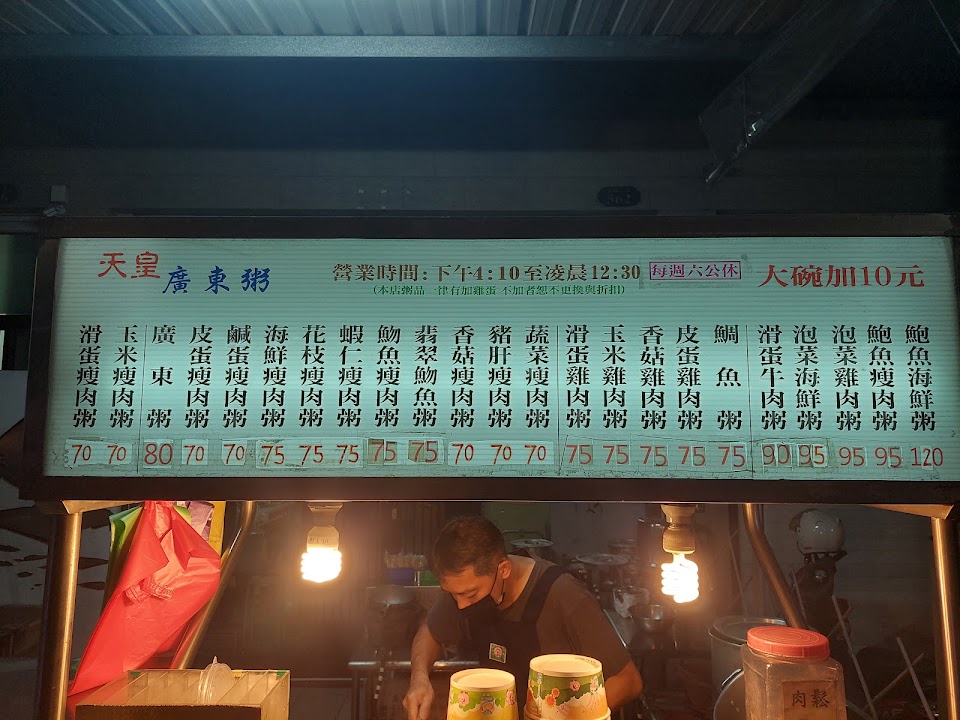 天皇 廣東粥
營業時間：下午4：10至凌晨12：30 每週六公休
(本店粥品一律有加雞蛋 不加者恕不更換與折扣)
大碗加10元
滑蛋瘦肉粥 70
玉米瘦肉粥 70
廣東粥 80
皮蛋瘦肉粥 70
鹹蛋瘦肉粥 70
海鮮瘦肉粥 75
花枝瘦肉粥 75
蝦仁瘦肉粥 75
魩魚瘦肉粥 75
翡翠魩魚粥 75
香菇瘦肉粥 70
豬肝瘦肉粥 70
蔬菜瘦肉粥 70
滑蛋雞肉粥 75
玉米雞肉粥 75
香菇雞肉粥 75
皮蛋雞肉粥 75
鯛魚粥 75
滑蛋牛肉粥 90
泡菜海鮮粥 95
泡菜雞肉粥 95
鮑魚瘦肉粥 95
鮑魚海鮮粥 120
肉鬆